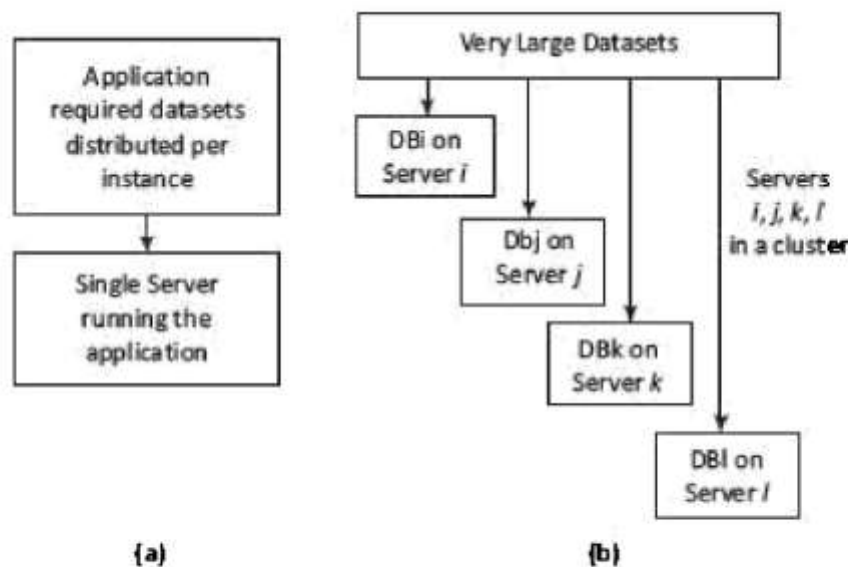 Application
required datasets
distributed per
instance
Single Server
running the
application
(a)
Very Large Datasets
DBi on
Server i
Dbj on
Server j
DBk on
Server k
DBl on
Server l
Servers
i, j, k, l
in a cluster
(b)